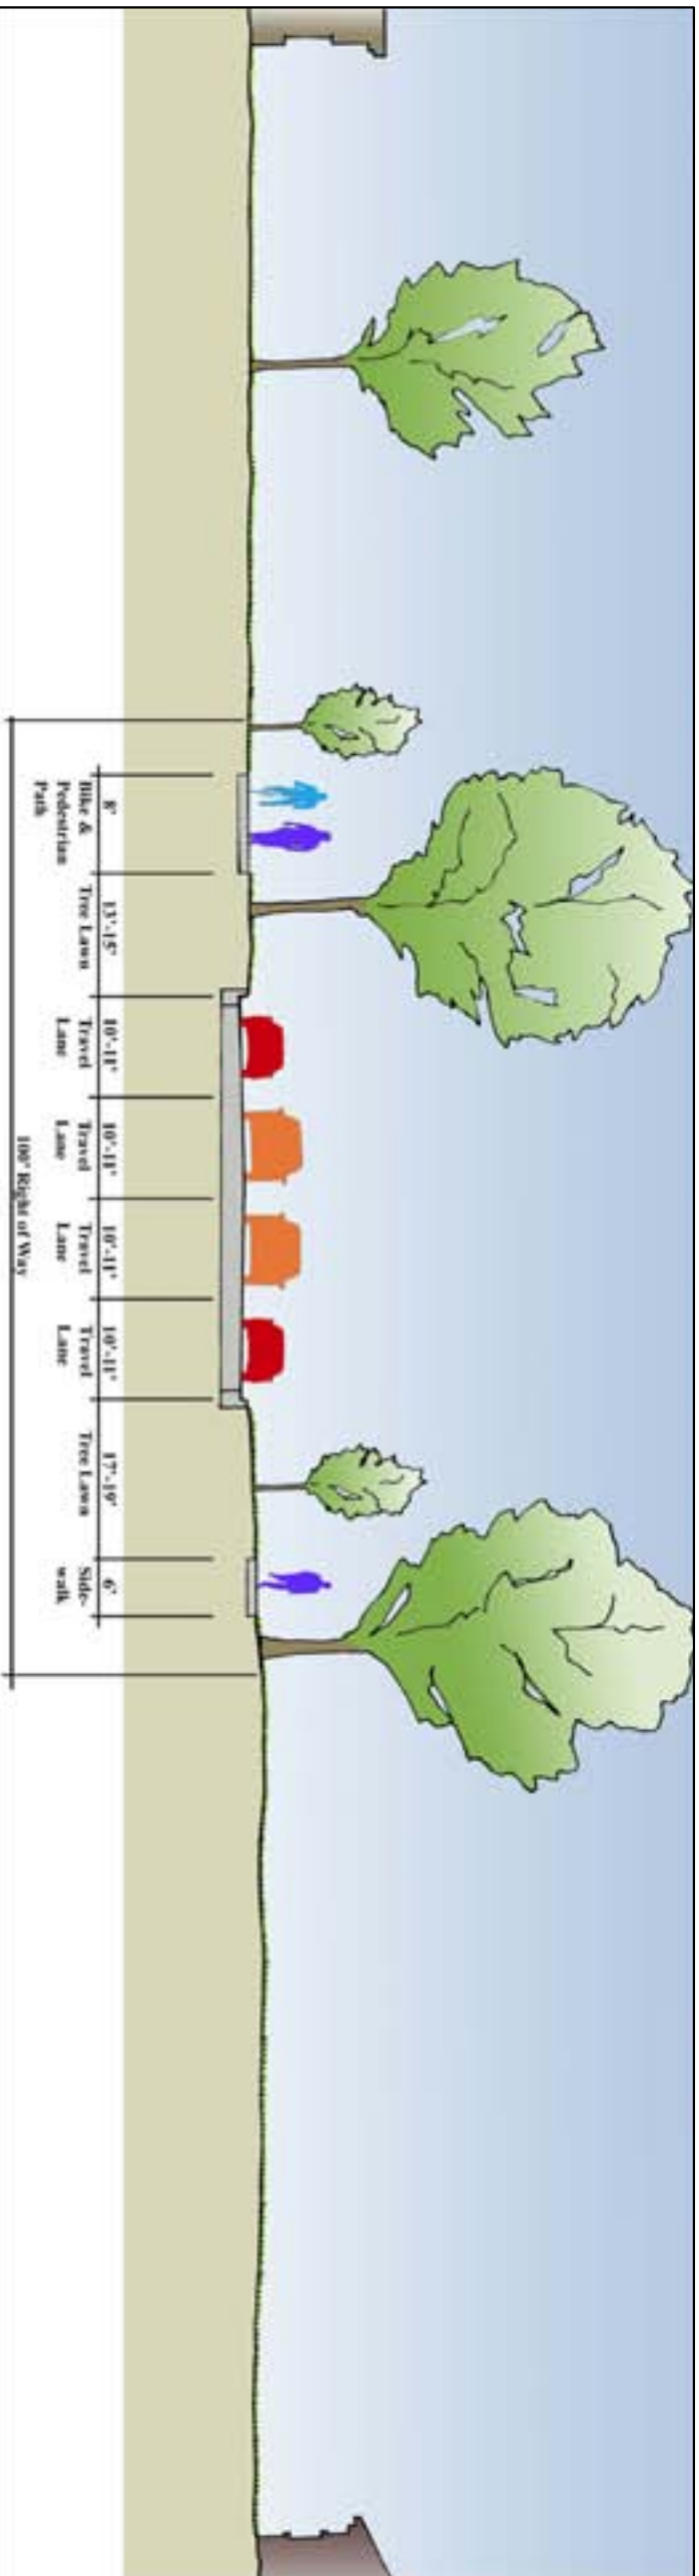 8'
Bike &
Pedestrian
Path
13'-15'
Tree Lawn
10'-11'
Travel
Lane
10'-11'
Travel
Lane
10'-11'
Travel
Lane
10'-11'
Travel
Lane
17'-19'
Tree Lawn
6'
Side-
walk
100' Right of Way